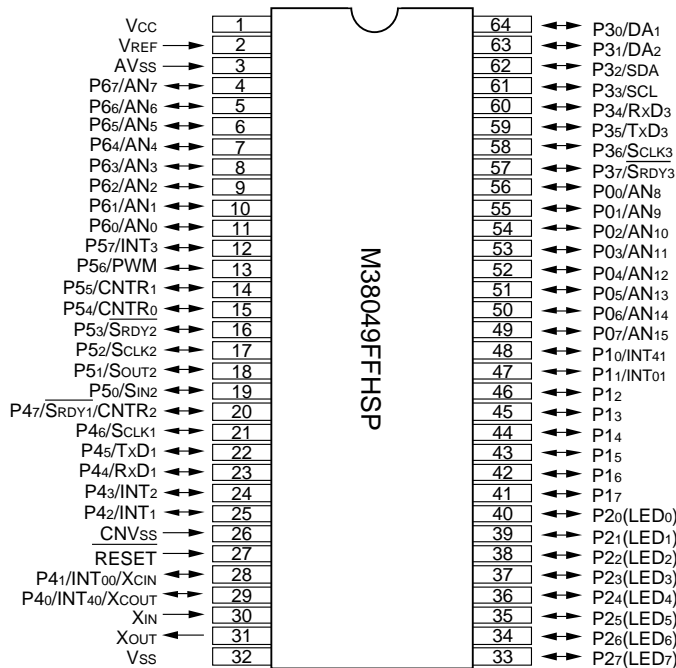 VCC 1
VREF 2
AVSS 3
P67/AN7 4
P66/AN6 5
P65/AN5 6
P64/AN4 7
P63/AN3 8
P62/AN2 9
P61/AN1 10
P60/AN0 11
P57/INT3 12
P56/PWM 13
P55/CNTR1 14
P54/CNTR0 15
P53/SRDY2 16
P52/SCLK2 17
P51/SOUT2 18
P50/SIN2 19
P47/SRDY1/CNTR2 20
P46/SCLK1 21
P45/TXD1 22
P44/RXD1 23
P43/INT2 24
P42/INT1 25
CNVSS 26
RESET 27
P41/INT00/XCIN 28
P40/INT40/XCOUT 29
XIN 30
XOUT 31
VSS 32
M38049FFHSP
64 P30/DA1
63 P31/DA2
62 P32/SDA
61 P33/SCL
60 P34/RXD3
59 P35/TXD3
58 P36/SCLK3
57 P37/SRDY3
56 P00/AN8
55 P01/AN9
54 P02/AN10
53 P03/AN11
52 P04/AN12
51 P05/AN13
50 P06/AN14
49 P07/AN15
48 P10/INT41
47 P11/INT01
46 P12
45 P13
44 P14
43 P15
42 P16
41 P17
40 P20(LED0)
39 P21(LED1)
38 P22(LED2)
37 P23(LED3)
36 P24(LED4)
35 P25(LED5)
34 P26(LED6)
33 P27(LED7)